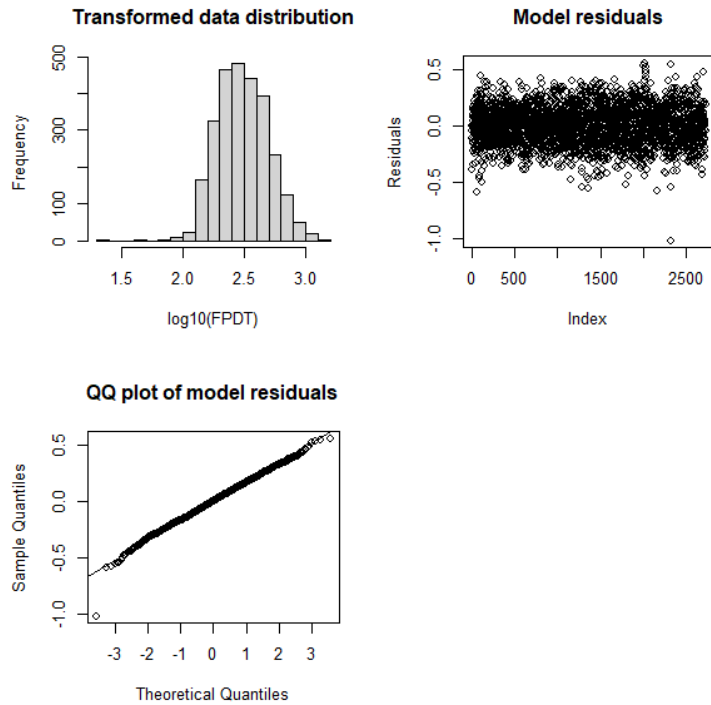 Transformed data distribution
Frequency
0
100
300
500
1.5 2.0 2.5 3.0
log10(FPDT)
Model residuals
Residuals
-1.0
-0.5
0.0
0.5
0 500 1500 2500
Index
QQ plot of model residuals
Sample Quantiles
-1.0
-0.5
0.0
0.5
-3 -2 -1 0 1 2 3
Theoretical Quantiles